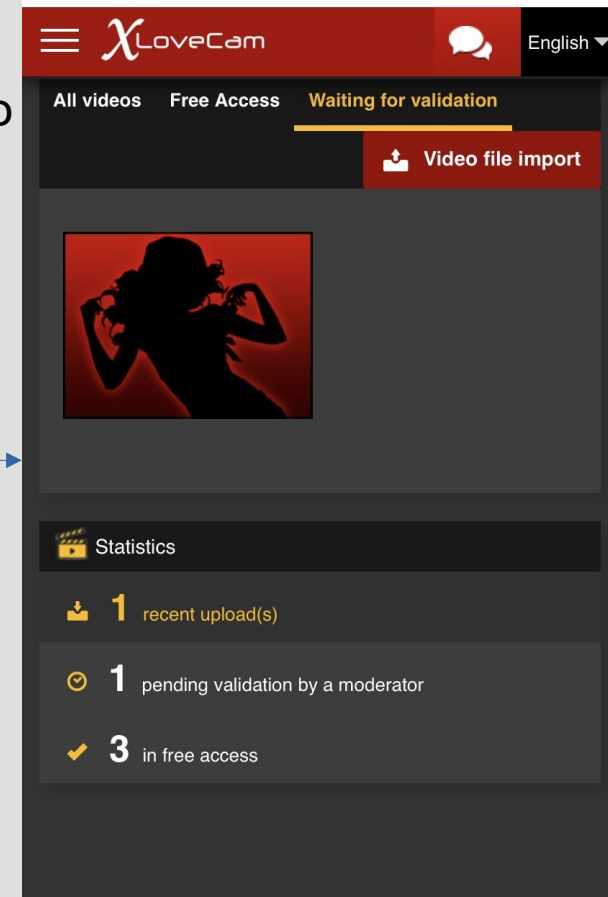 XLoveCam
English
All videos Free Access Waiting for validation
Video file import
Statistics
1 recent upload(s)
1 pending validation by a moderator
3 in free access